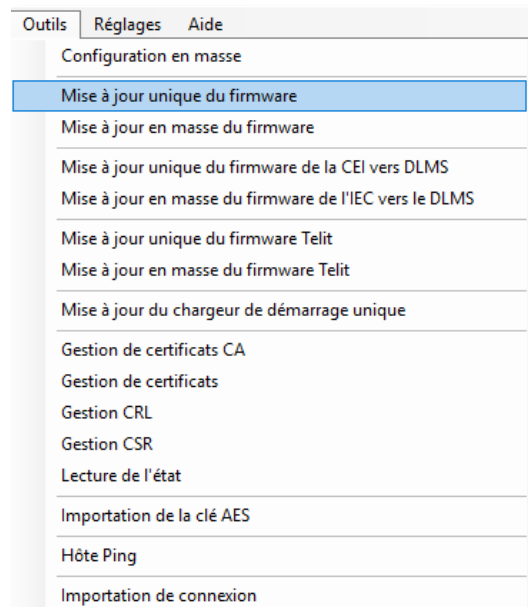 Outils Réglages Aide
Configuration en masse
Mise à jour unique du firmware
Mise à jour en masse du firmware
Mise à jour unique du firmware de la CEI vers DLMS
Mise à jour en masse du firmware de l'IEC vers le DLMS
Mise à jour unique du firmware Telit
Mise à jour en masse du firmware Telit
Mise à jour du chargeur de démarrage unique
Gestion de certificats CA
Gestion de certificats
Gestion CRL
Gestion CSR
Lecture de l'état
Importation de la clé AES
Hôte Ping
Importation de connexion